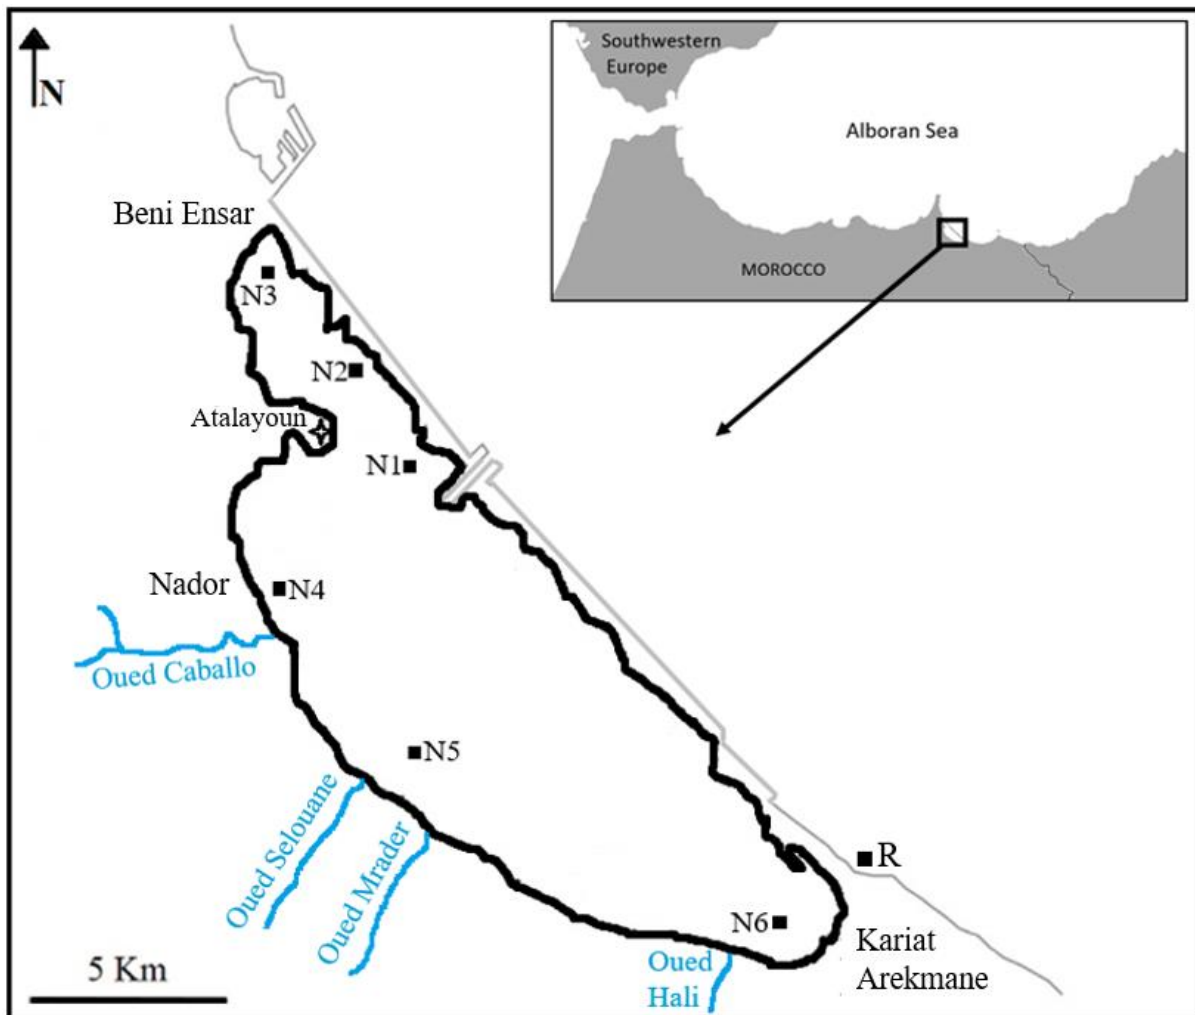 N
Southwestern
Europe
Alboran Sea
MOROCCO
Beni Ensar
N3
N2
Atalayoun
N1
Nador
N4
Oued Caballo
N5
Oued Selouane
Oued Mrader
R
N6
Kariat
Arekmane
Oued
Hali
5 Km